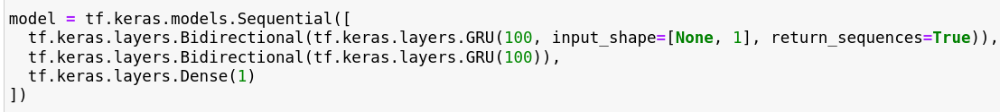 model = tf.keras.models.Sequential([
  tf.keras.layers.Bidirectional(tf.keras.layers.GRU(100, input_shape=[None, 1], return_sequences=True)),
  tf.keras.layers.Bidirectional(tf.keras.layers.GRU(100)),
  tf.keras.layers.Dense(1)
])